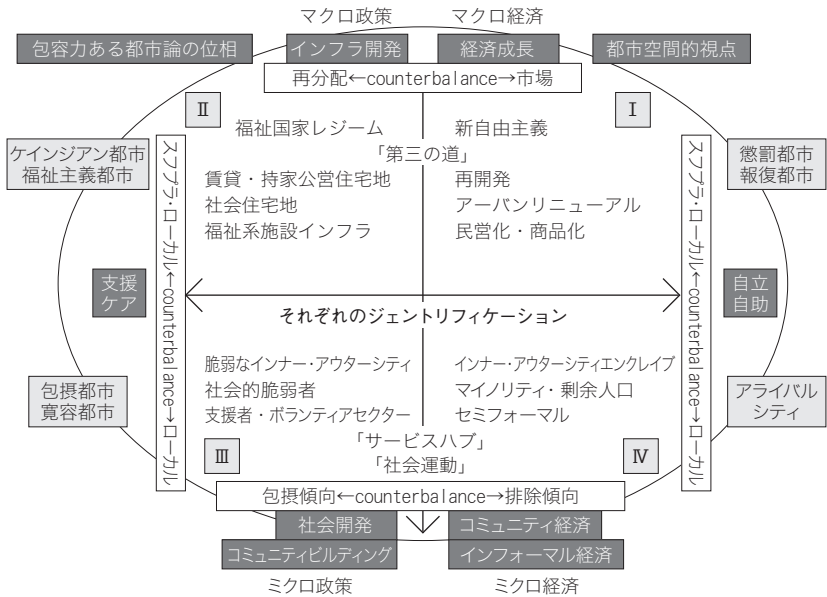 マクロ政策
マクロ経済
包容力ある都市論の位相
インフラ開発
経済成長
都市空間的視点
再分配←counterbalance→市場
Ⅱ
Ⅰ
福祉国家レジーム
新自由主義
「第三の道」
ケインジアン都市
福祉主義都市
懲罰都市
報復都市
賃貸・持家公営住宅地
社会住宅地
福祉系施設インフラ
再開発
アーバンリニューアル
民営化・商品化
スプラ・ローカル←counterbalance→ローカル
スプラ・ローカル←counterbalance→ローカル
支援
ケア
自立
自助
それぞれのジェントリフィケーション
脆弱なインナー・アウターシティ
社会的脆弱者
支援者・ボランティアセクター
インナー・アウターシティエンクレイブ
マイノリティ・剰余人口
セミフォーマル
包摂都市
寛容都市
アライバル
シティ
「サービスハブ」
「社会運動」
Ⅲ
Ⅳ
包摂傾向←counterbalance→排除傾向
社会開発
コミュニティ経済
コミュニティビルディング
インフォーマル経済
ミクロ政策
ミクロ経済